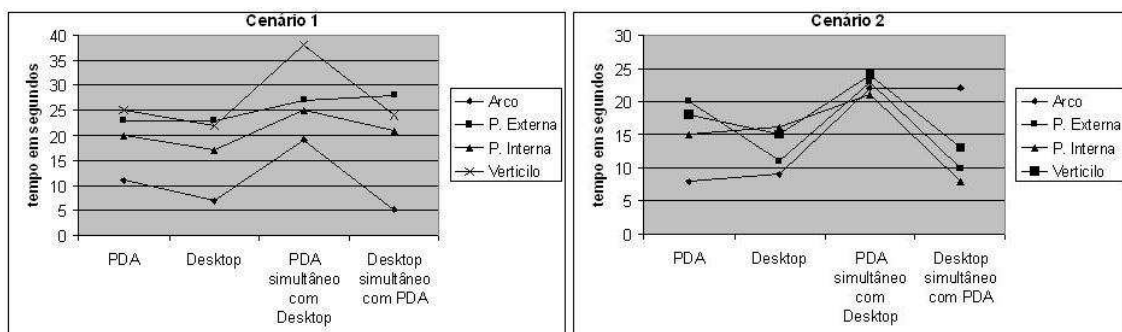 Cenário 1
tempo em segundos
40
35
30
25
20
15
10
5
0
PDA
Desktop
PDA
simultâneo
com
Desktop
Desktop
simultâneo
com PDA
Arco
P. Externa
P. Interna
Verticilo
Cenário 2
tempo em segundos
30
25
20
15
10
5
0
PDA
Desktop
PDA
simultâneo
com
Desktop
Desktop
simultâneo
com PDA
Arco
P. Externa
P. Interna
Verticilo